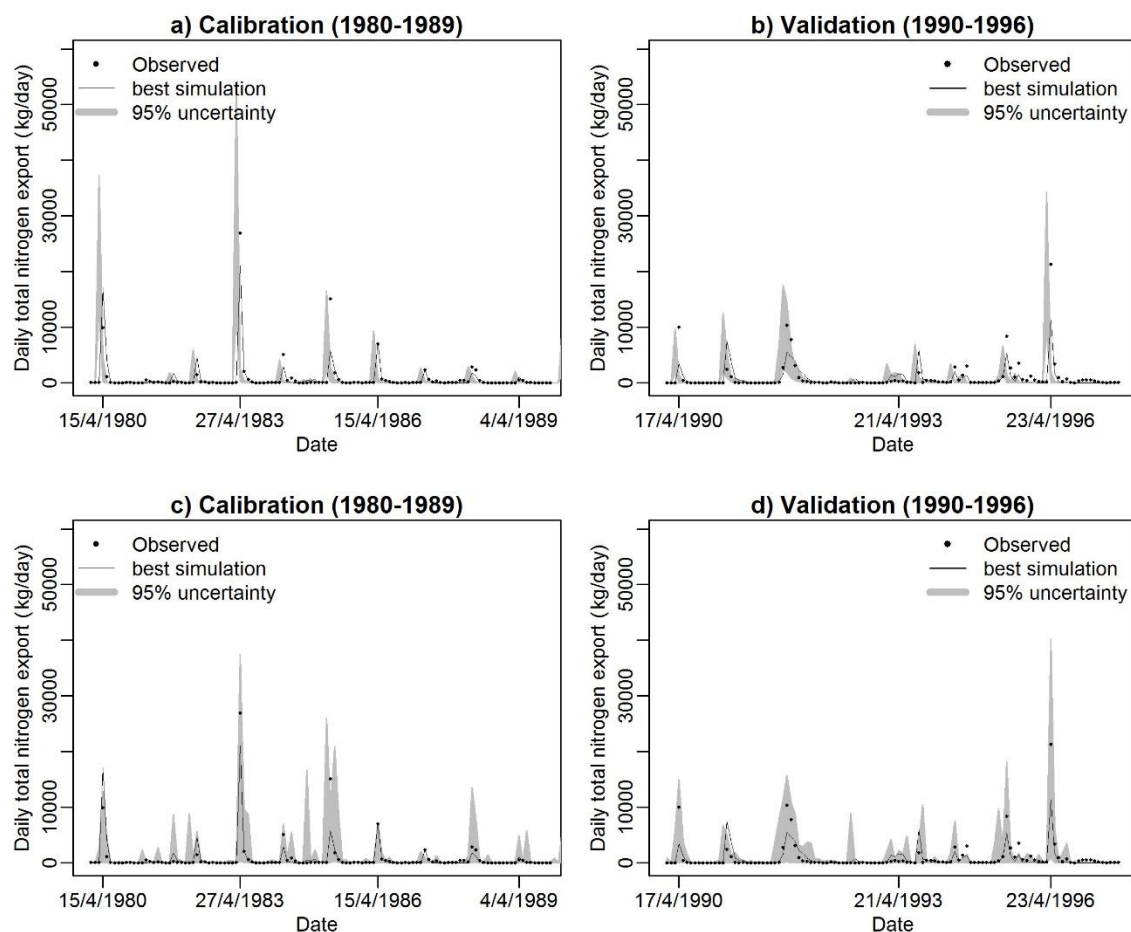 a) Calibration (1980-1989)
Daily total nitrogen export (kg/day)
50000
30000
10000
0
Observed
best simulation
95% uncertainty
15/4/1980 27/4/1983 15/4/1986 4/4/1989
Date
b) Validation (1990-1996)
Daily total nitrogen export (kg/day)
50000
30000
10000
0
Observed
best simulation
95% uncertainty
17/4/1990 21/4/1993 23/4/1996
Date
c) Calibration (1980-1989)
Daily total nitrogen export (kg/day)
50000
30000
10000
0
Observed
best simulation
95% uncertainty
15/4/1980 27/4/1983 15/4/1986 4/4/1989
Date
d) Validation (1990-1996)
Daily total nitrogen export (kg/day)
50000
30000
10000
0
Observed
best simulation
95% uncertainty
17/4/1990 21/4/1993 23/4/1996
Date